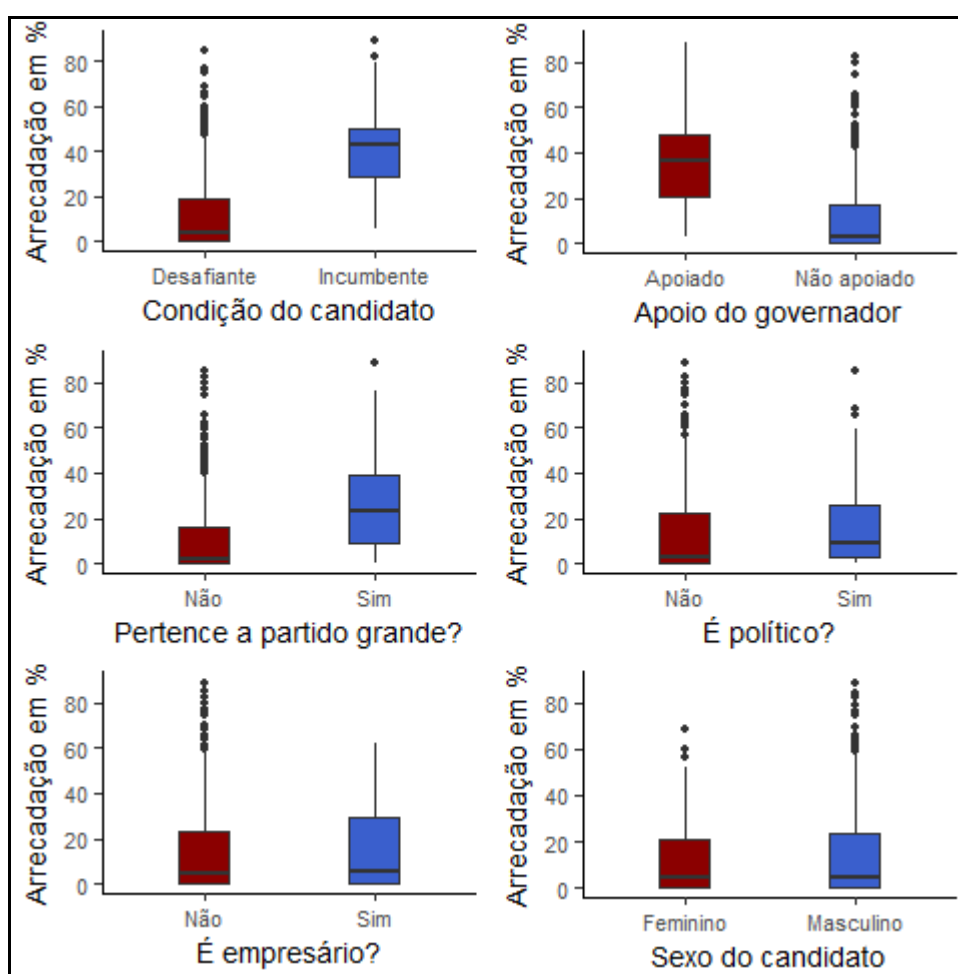 Arrecadação em %
80
60
40
20
0
Desafiante Incumbente
Condição do candidato
Arrecadação em %
80
60
40
20
0
Apoiado Não apoiado
Apoio do governador
Arrecadação em %
80
60
40
20
0
Não Sim
Pertence a partido grande?
Arrecadação em %
80
60
40
20
0
Não Sim
É político?
Arrecadação em %
80
60
40
20
0
Não Sim
É empresário?
Arrecadação em %
80
60
40
20
0
Feminino Masculino
Sexo do candidato